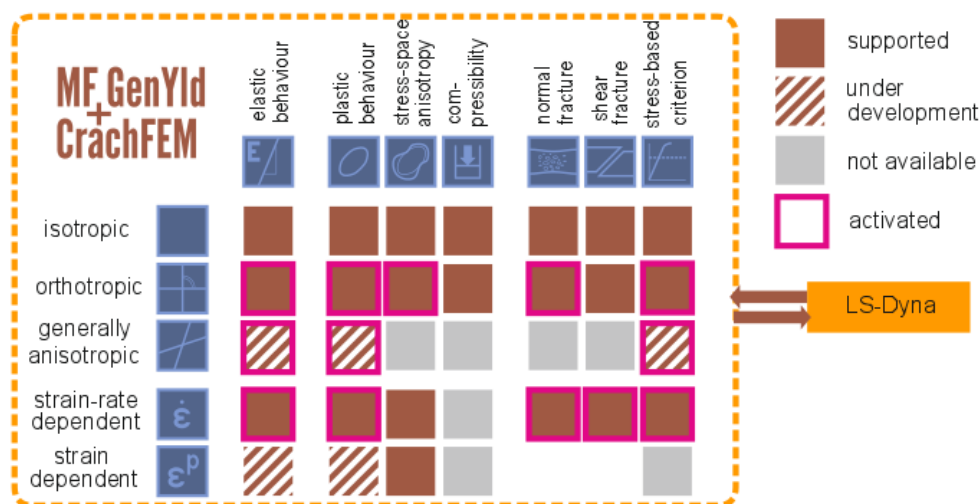 MF GenYld
+
CrachFEM
elastic
behaviour
plastic
behaviour
stress-space
anisotropy
com-
pressibility
normal
fracture
shear
fracture
stress-based
criterion
E
isotropic
orthotropic
generally
anisotropic
strain-rate
dependent
ε̇
strain
dependent
εᵖ
supported
under
development
not available
activated
LS-Dyna